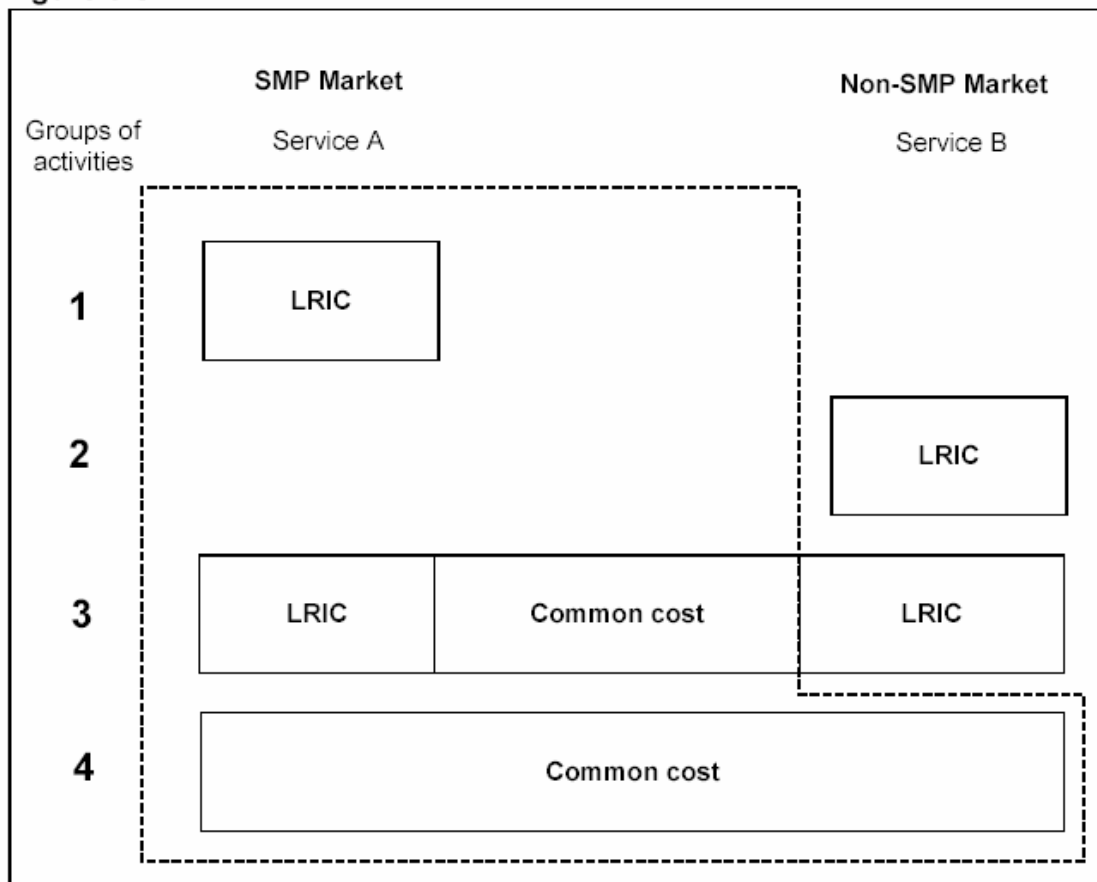 SMP Market
Non-SMP Market
Groups of
activities
Service A
Service B
1
LRIC
2
LRIC
3
LRIC
Common cost
LRIC
4
Common cost